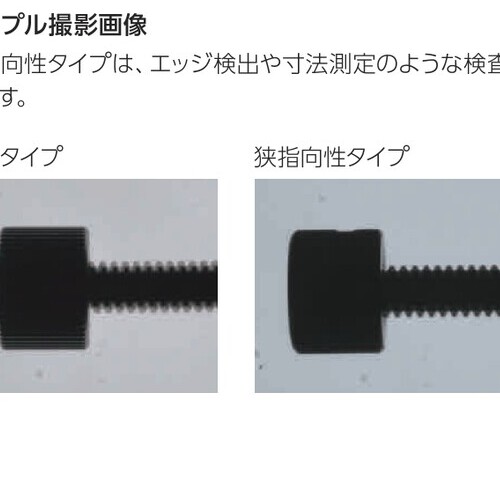 プル撮影画像
向性タイプは、エッジ検出や寸法測定のような検査
す。
タイプ
狭指向性タイプ